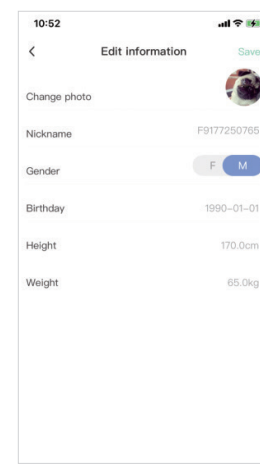 10:52
Edit information
Save
Change photo
Nickname F9177250765
Gender F M
Birthday 1990-01-01
Height 170.0cm
Weight 65.0kg